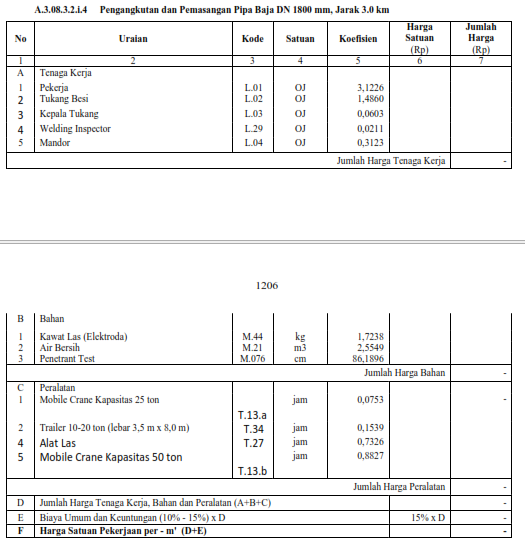 A.3.08.3.2.i.4 Pengangkutan dan Pemasangan Pipa Baja DN 1800 mm, Jarak 3.0 km
No Uraian Kode Satuan Koefisien Harga Satuan (Rp) Jumlah Harga (Rp)
1 2 3 4 5 6 7
A Tenaga Kerja
1 Pekerja L.01 OJ 3,1226
2 Tukang Besi L.02 OJ 1,4860
3 Kepala Tukang L.03 OJ 0,0603
4 Welding Inspector L.29 OJ 0,0211
5 Mandor L.04 OJ 0,3123
Jumlah Harga Tenaga Kerja -
1206
B Bahan
1 Kawat Las (Elektroda) M.44 kg 1,7238
2 Air Bersih M.21 m3 2,5549
3 Penetrant Test M.076 cm 86,1896
Jumlah Harga Bahan -
C Peralatan
1 Mobile Crane Kapasitas 25 ton T.13.a jam 0,0753 -
2 Trailer 10-20 ton (lebar 3,5 m x 8,0 m) T.34 jam 0,1539
4 Alat Las T.27 jam 0,7326
5 Mobile Crane Kapasitas 50 ton T.13.b jam 0,8827
Jumlah Harga Peralatan -
D Jumlah Harga Tenaga Kerja, Bahan dan Peralatan (A+B+C) -
E Biaya Umum dan Keuntungan (10% - 15%) x D 15% x D -
F Harga Satuan Pekerjaan per - m' (D+E) -